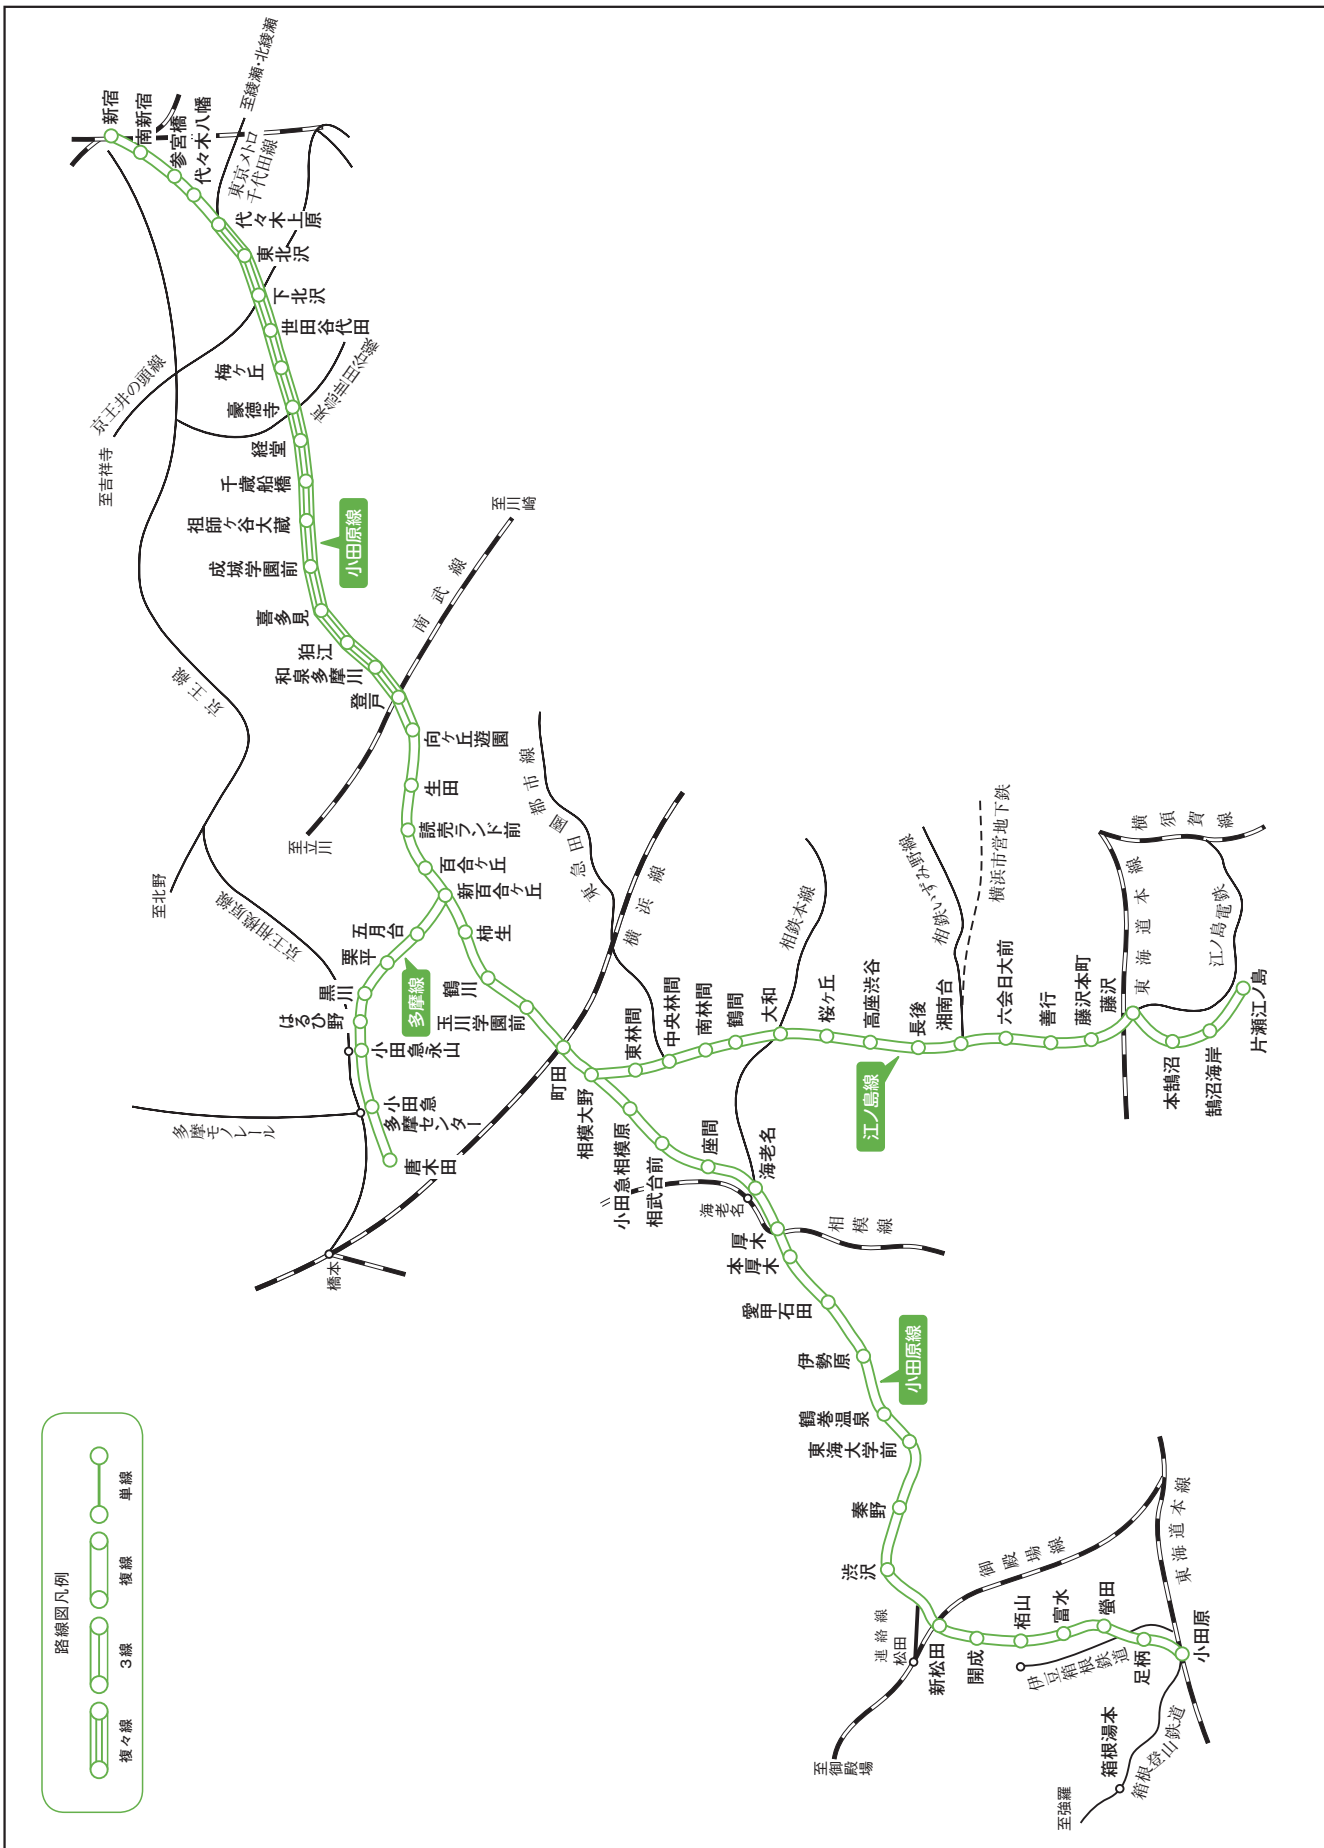 新宿
南新宿
参宮橋
代々木八幡
代々木上原
東北沢
下北沢
世田谷代田
梅ヶ丘
豪徳寺
経堂
千歳船橋
祖師ヶ谷大蔵
成城学園前
喜多見
狛江
和泉多摩川
登戸
向ヶ丘遊園
生田
読売ランド前
百合ヶ丘
新百合ヶ丘
柿生
鶴川
玉川学園前
町田
相模大野
小田急相模原
相武台前
座間
海老名
厚木
本厚木
愛甲石田
伊勢原
鶴巻温泉
東海大学前
秦野
渋沢
新松田
開成
栢山
富水
螢田
足柄
小田原
箱根湯本
五月台
栗平
黒川
はるひ野
小田急永山
小田急
多摩センター
唐木田
東林間
中央林間
南林間
鶴間
大和
桜ヶ丘
高座渋谷
長後
湘南台
六会日大前
善行
藤沢本町
藤沢
本鵠沼
鵠沼海岸
片瀬江ノ島
小田原線
多摩線
江ノ島線
小田原線
至綾瀬・北綾瀬
東京メトロ
千代田線
京王井の頭線
至吉祥寺
東急世田谷線
京王線
至北野
京王相模原線
南武線
至川崎
至立川
東急田園都市線
横浜線
多摩モノレール
橋本
相鉄本線
相鉄いずみ野線
横浜市営地下鉄
東海道本線
横須賀線
江ノ島電鉄
海老名
相模線
連絡線
松田
御殿場線
至御殿場
伊豆箱根鉄道
東海道本線
箱根登山鉄道
至強羅
路線図凡例
単線
複線
3線
複々線